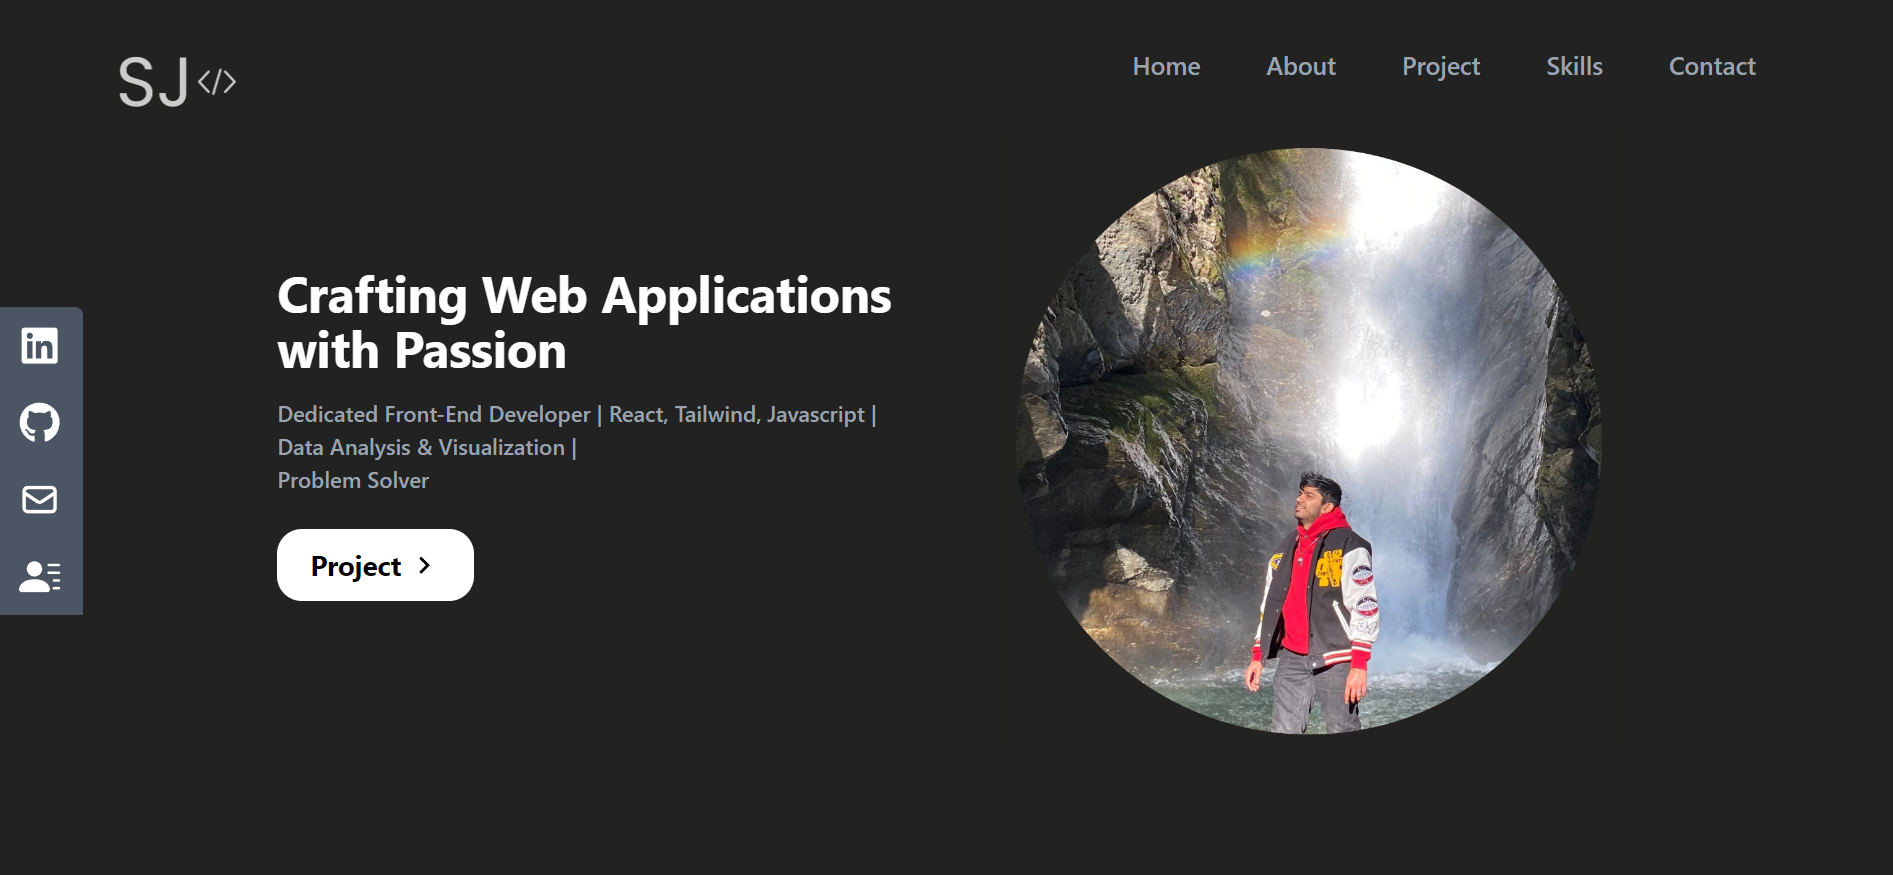 SJ</>
Home About Project Skills Contact
Crafting Web Applications
with Passion
Dedicated Front-End Developer | React, Tailwind, Javascript |
Data Analysis & Visualization |
Problem Solver
Project >
in